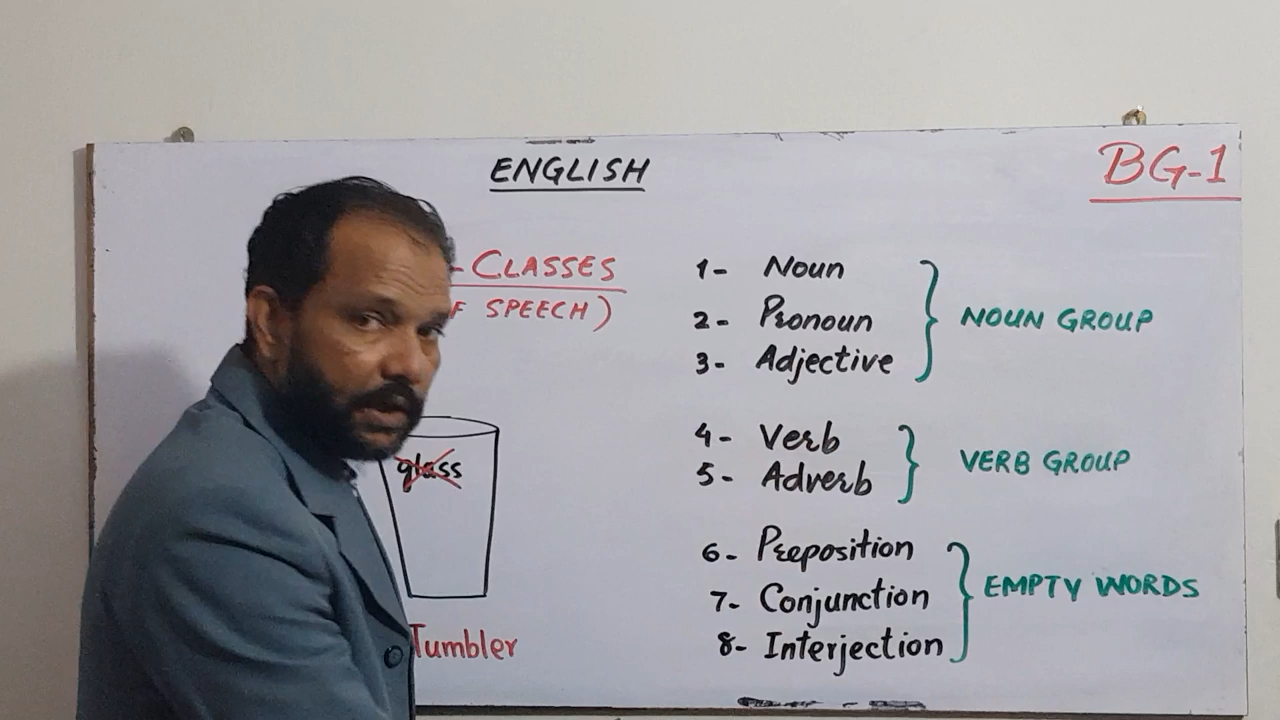 ENGLISH
BG-1
- CLASSES
SPEECH)
glass
Tumbler
1- Noun
2- Pronoun
3- Adjective
NOUN GROUP
4- Verb
5- Adverb
VERB GROUP
6- Preposition
7- Conjunction
8- Interjection
EMPTY WORDS